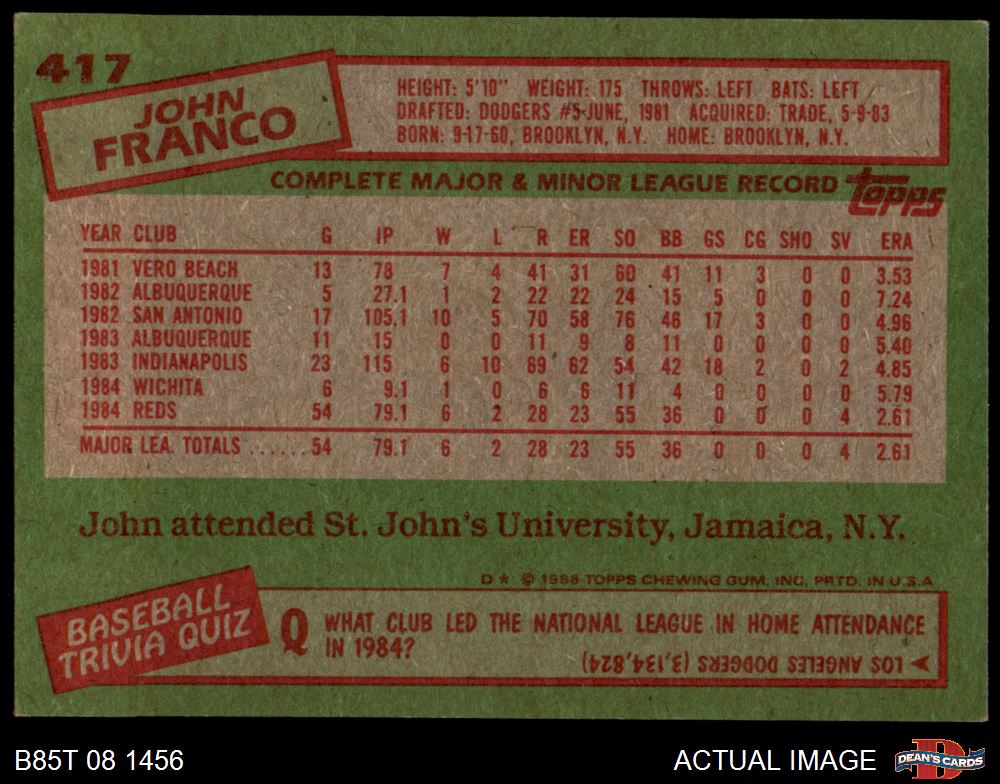 417
JOHN
FRANCO
HEIGHT: 5'10" WEIGHT: 175 THROWS: LEFT BATS: LEFT
DRAFTED: DODGERS #5-JUNE, 1981 ACQUIRED: TRADE, 5-9-83
BORN: 9-17-60, BROOKLYN, N.Y. HOME: BROOKLYN, N.Y.
COMPLETE MAJOR & MINOR LEAGUE RECORD topps
YEAR CLUB G IP W L R ER SO BB GS CG SHO SV ERA
1981 VERO BEACH 13 78 7 4 41 31 60 41 11 3 0 0 3.53
1982 ALBUQUERQUE 5 27.1 1 2 22 22 24 15 5 0 0 0 7.24
1982 SAN ANTONIO 17 105.1 10 5 70 58 76 46 17 3 0 0 4.96
1983 ALBUQUERQUE 11 15 0 0 11 9 8 11 0 0 0 0 5.40
1983 INDIANAPOLIS 23 115 6 10 69 62 54 42 18 2 0 2 4.85
1984 WICHITA 6 9.1 1 0 6 6 11 4 0 0 0 0 5.79
1984 REDS 54 79.1 6 2 28 23 55 36 0 0 0 4 2.61
MAJOR LEA. TOTALS ......54 79.1 6 2 28 23 55 36 0 0 0 4 2.61
John attended St. John's University, Jamaica, N.Y.
D * © 1985 TOPPS CHEWING GUM, INC. PRTD. IN U.S.A
BASEBALL
TRIVIA QUIZ
Q WHAT CLUB LED THE NATIONAL LEAGUE IN HOME ATTENDANCE
IN 1984?
LOS ANGELES DODGERS (3,134,824)
B85T 08 1456 ACTUAL IMAGE D DEAN'S CARDS